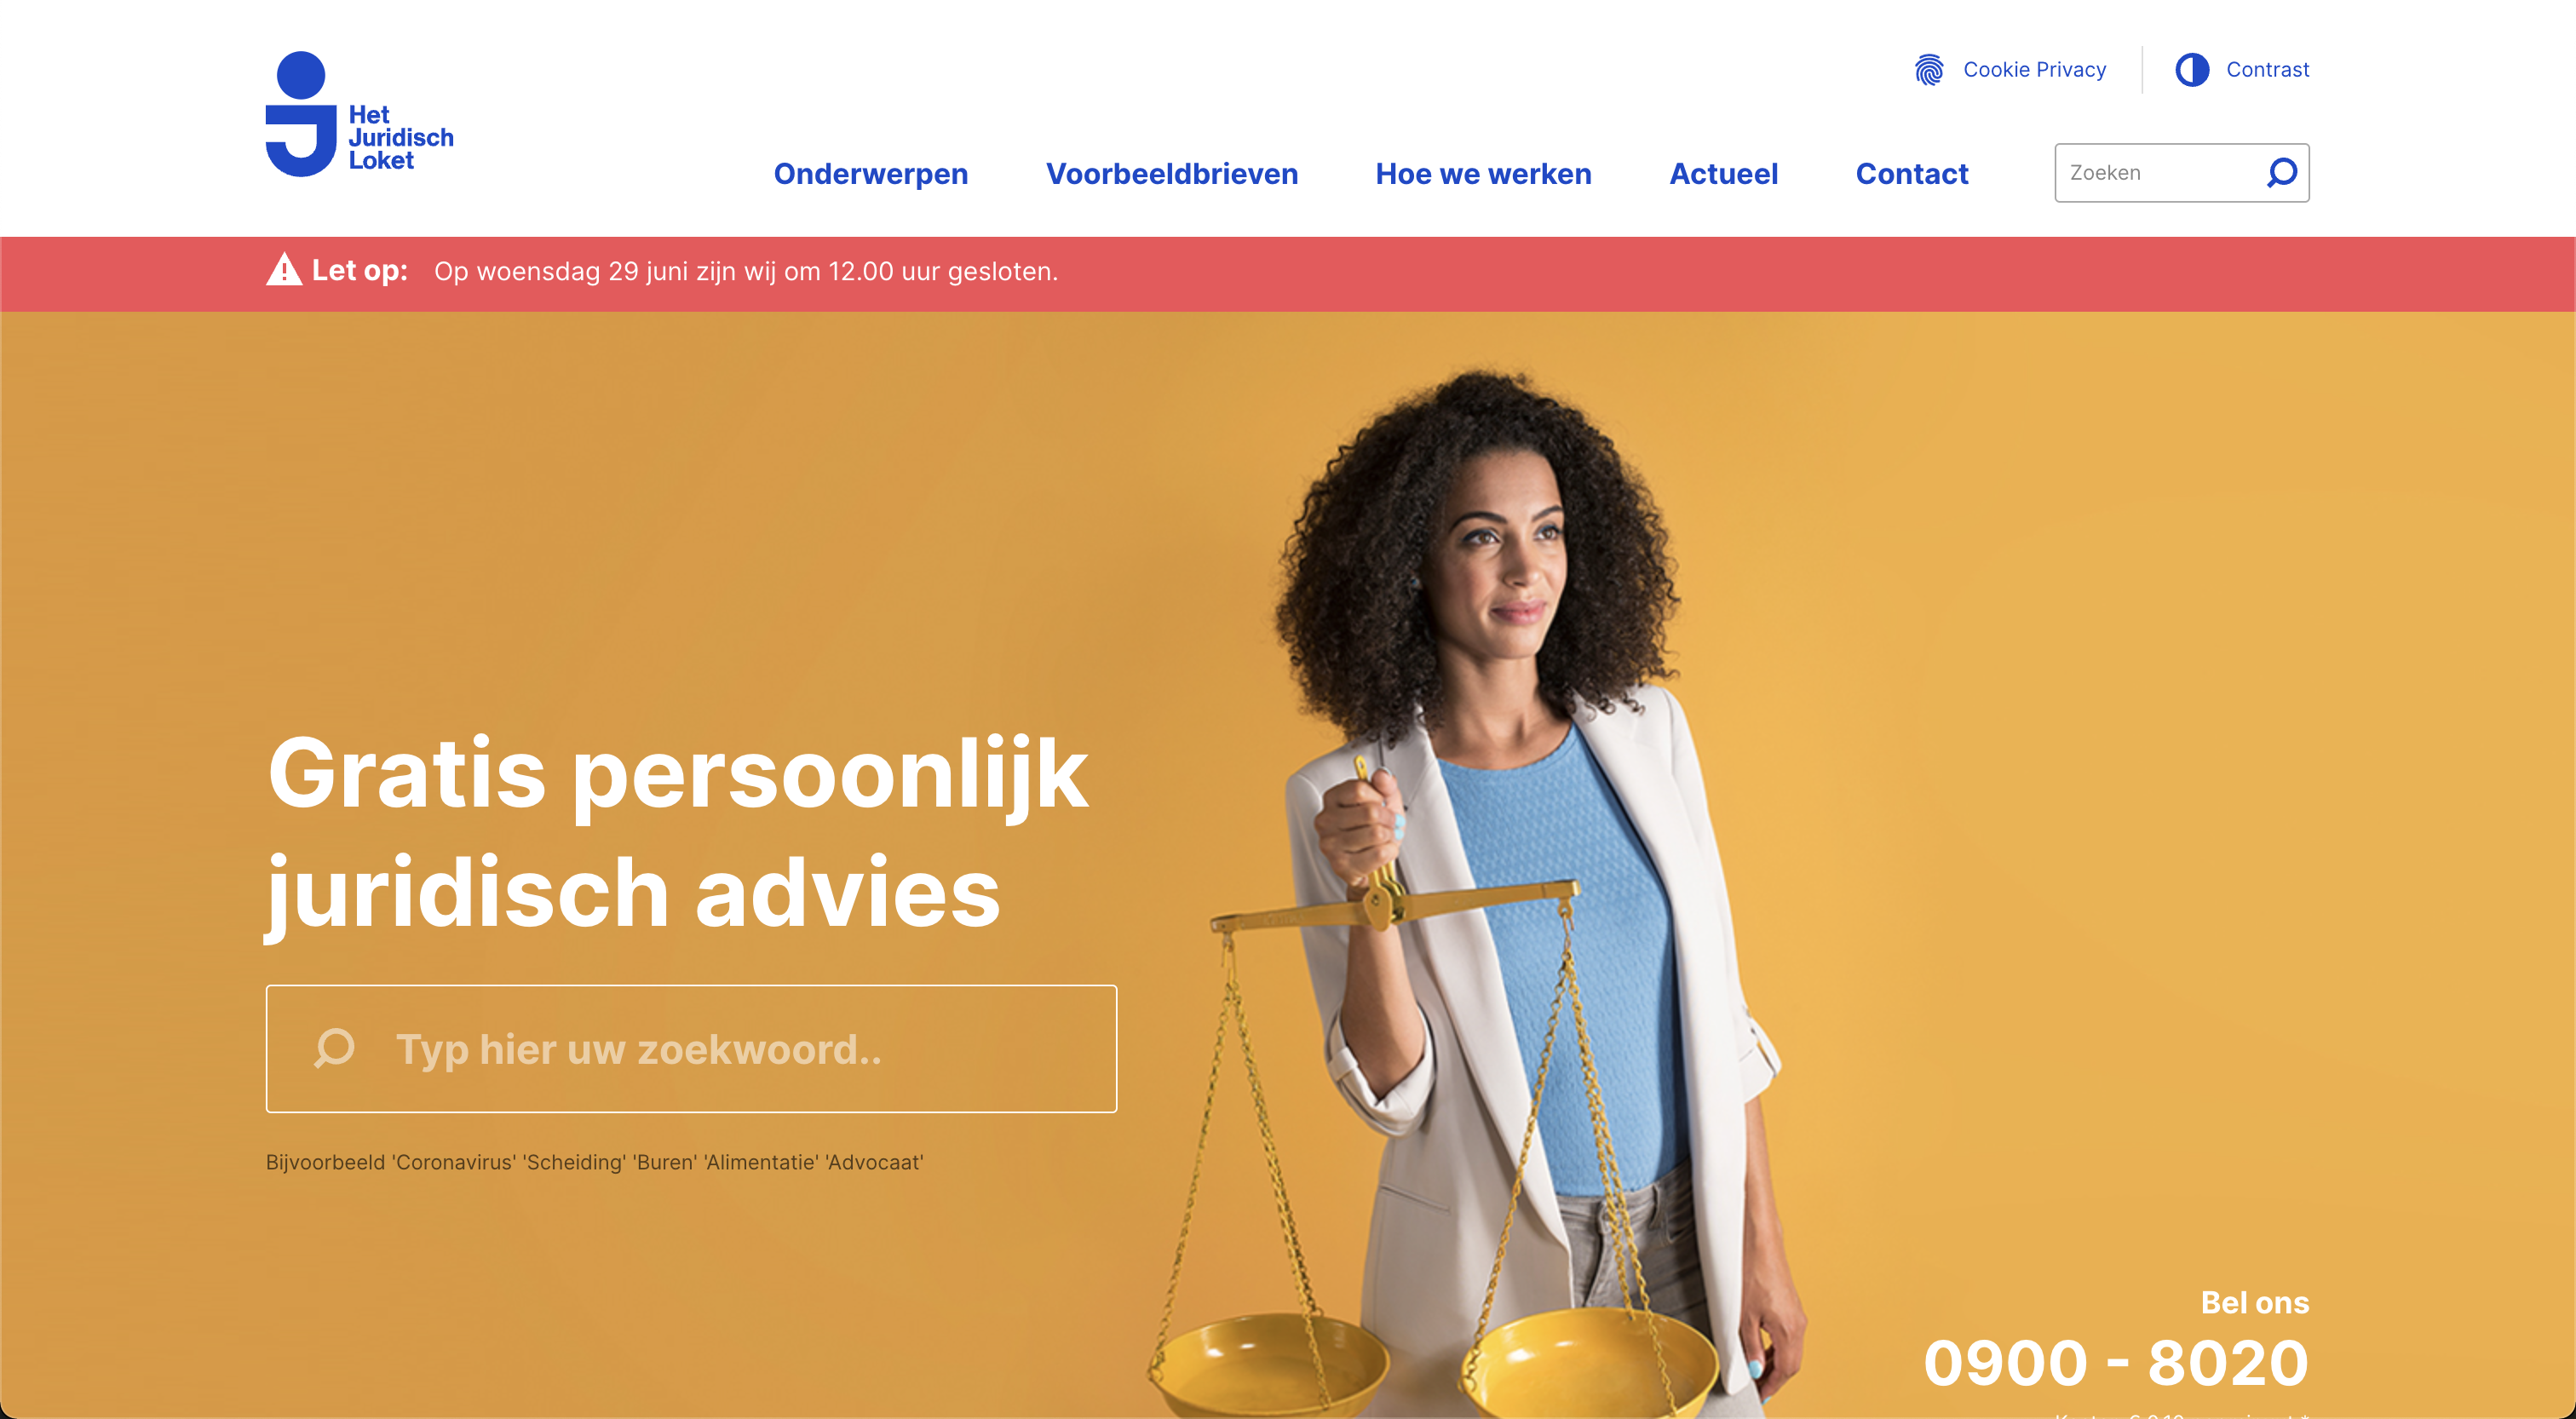 Het
Juridisch
Loket
Cookie Privacy
Contrast
Onderwerpen
Voorbeeldbrieven
Hoe we werken
Actueel
Contact
Zoeken
Let op: Op woensdag 29 juni zijn wij om 12.00 uur gesloten.
Gratis persoonlijk
juridisch advies
Typ hier uw zoekwoord..
Bijvoorbeeld 'Coronavirus' 'Scheiding' 'Buren' 'Alimentatie' 'Advocaat'
Bel ons
0900 - 8020